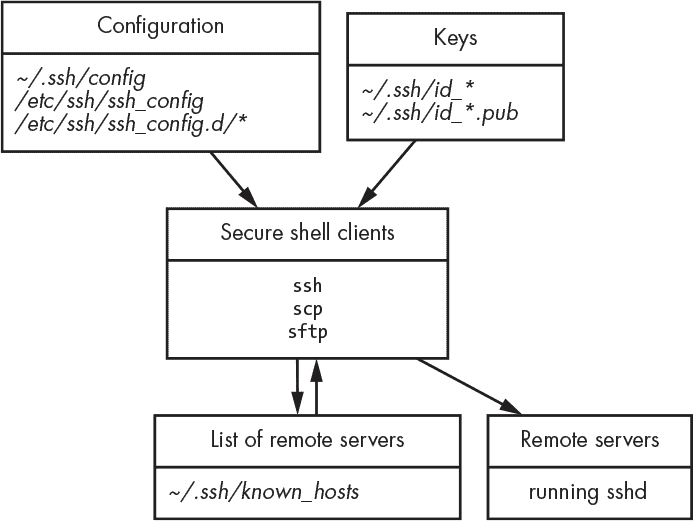 Configuration
~/.ssh/config
/etc/ssh/ssh_config
/etc/ssh/ssh_config.d/*
Keys
~/.ssh/id_*
~/.ssh/id_*.pub
Secure shell clients
ssh
scp
sftp
List of remote servers
~/.ssh/known_hosts
Remote servers
running sshd